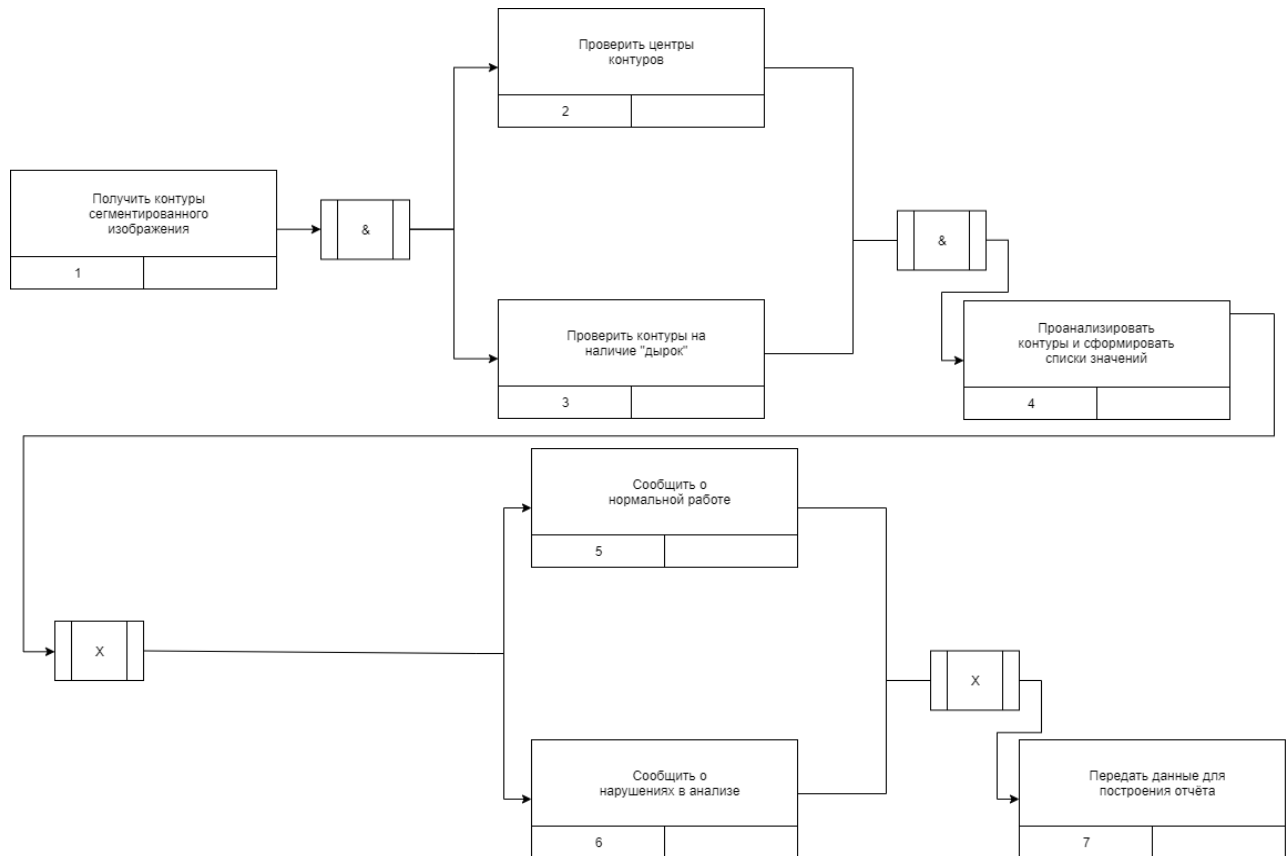 Проверить центры
контуров
2
Получить контуры
сегментированного
изображения
1
&
&
Проверить контуры на
наличие "дырок"
3
Проанализировать
контуры и сформировать
списки значений
4
Сообщить о
нормальной работе
5
X
X
Сообщить о
нарушениях в анализе
6
Передать данные для
построения отчёта
7